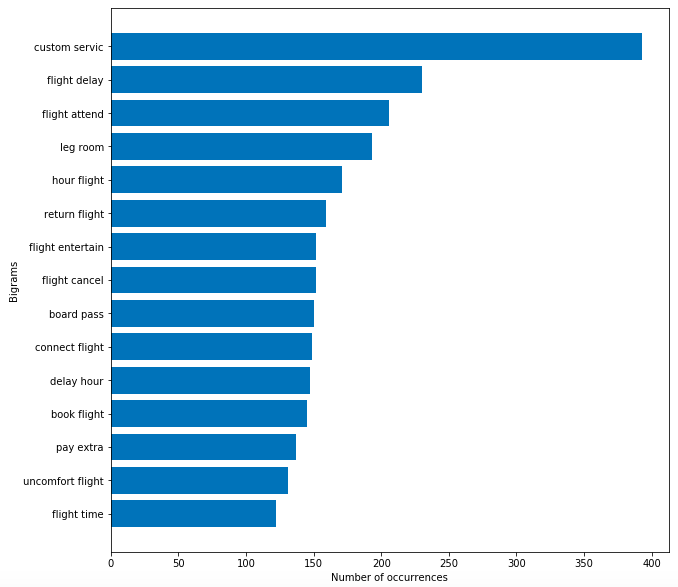 custom servic
flight delay
flight attend
leg room
hour flight
return flight
flight entertain
flight cancel
board pass
connect flight
delay hour
book flight
pay extra
uncomfort flight
flight time
Bigrams
0 50 100 150 200 250 300 350 400
Number of occurrences